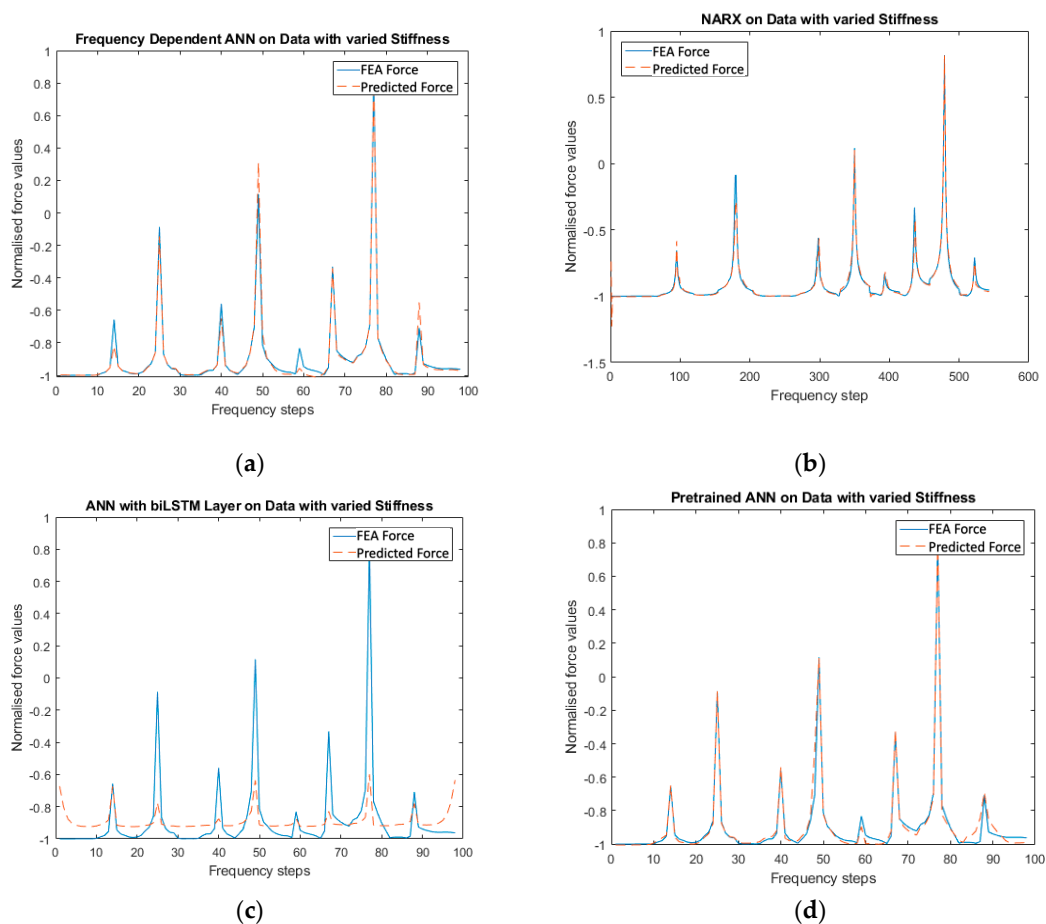 Frequency Dependent ANN on Data with varied Stiffness
1
0.8
0.6
0.4
0.2
0
-0.2
-0.4
-0.6
-0.8
-1
Normalised force values
FEA Force
Predicted Force
0 10 20 30 40 50 60 70 80 90 100
Frequency steps
(a)
NARX on Data with varied Stiffness
1
0.5
0
-0.5
-1
-1.5
Normalised force values
FEA Force
Predicted Force
0 100 200 300 400 500 600
Frequency step
(b)
ANN with biLSTM Layer on Data with varied Stiffness
1
0.8
0.6
0.4
0.2
0
-0.2
-0.4
-0.6
-0.8
-1
Normalised force values
FEA Force
Predicted Force
0 10 20 30 40 50 60 70 80 90 100
Frequency steps
(c)
Pretrained ANN on Data with varied Stiffness
1
0.8
0.6
0.4
0.2
0
-0.2
-0.4
-0.6
-0.8
-1
Normalised force values
FEA Force
Predicted Force
0 10 20 30 40 50 60 70 80 90 100
Frequency steps
(d)